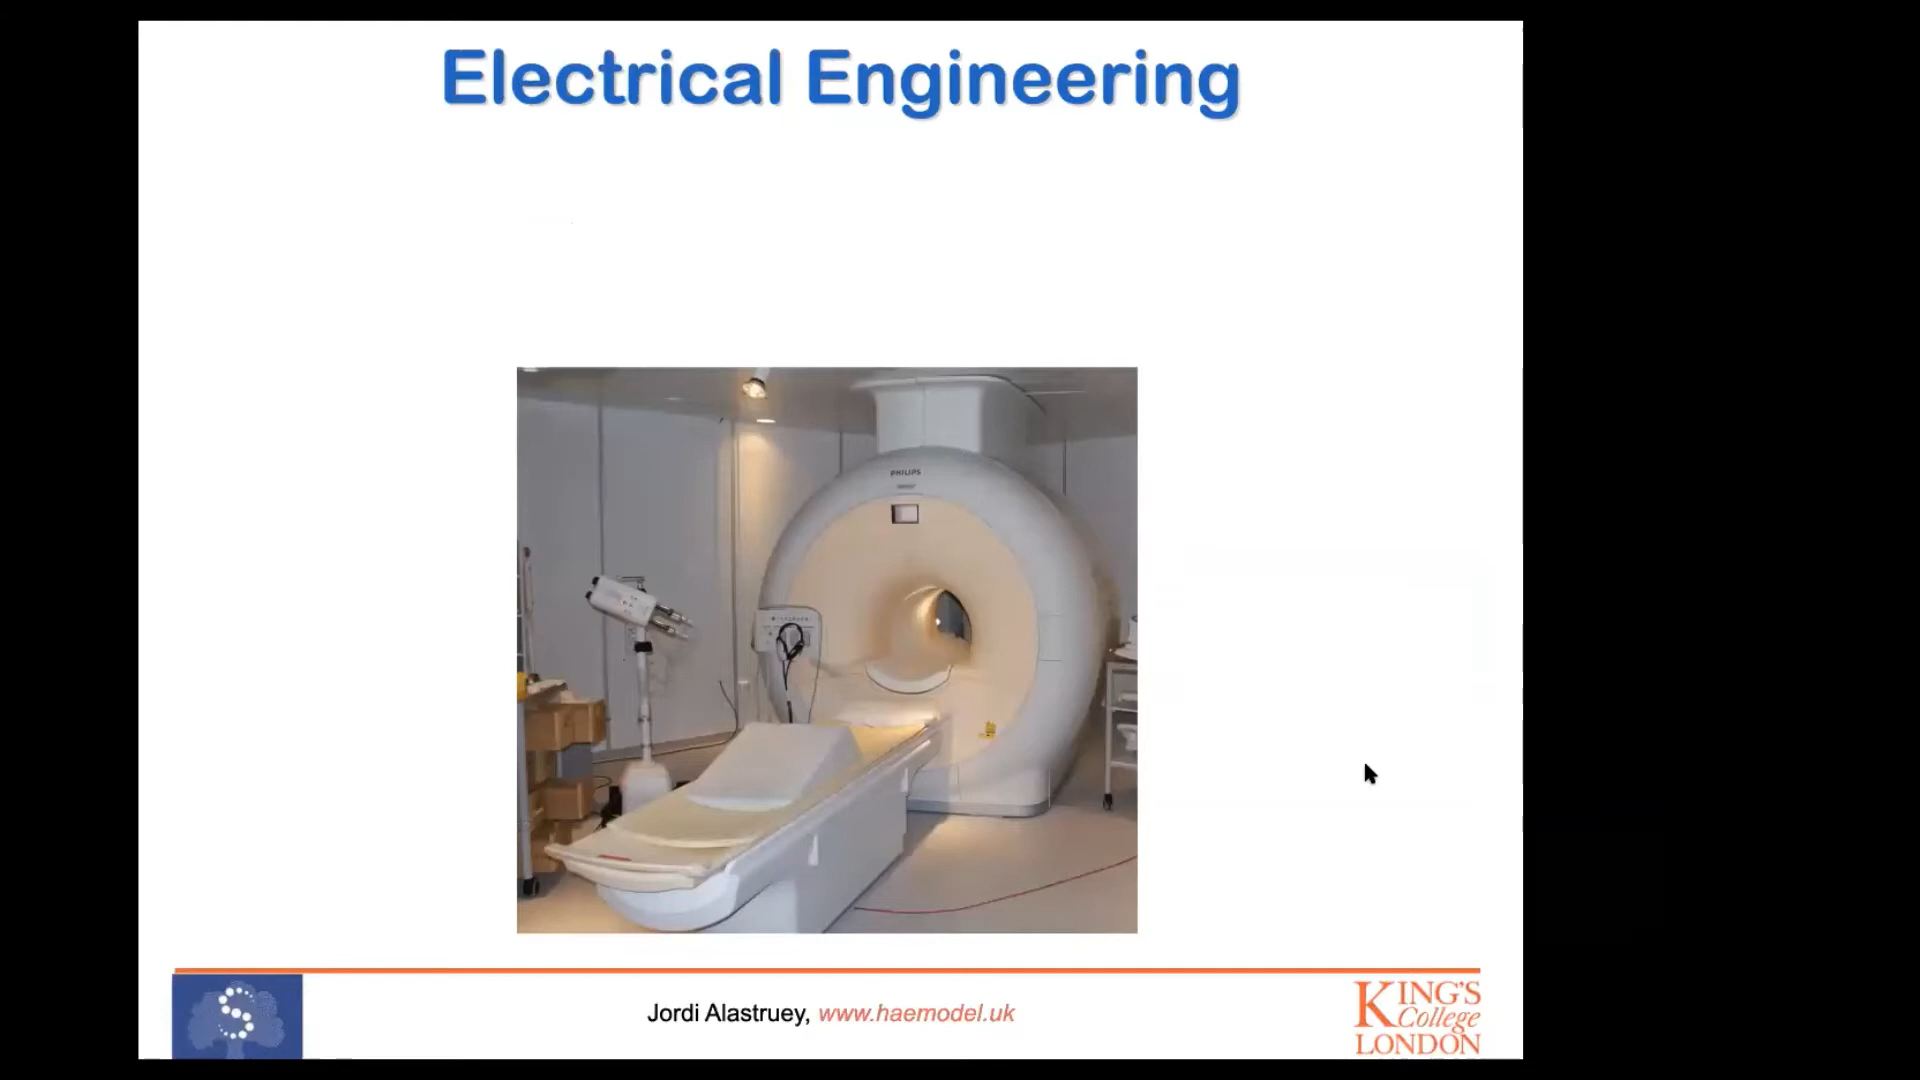 Electrical Engineering
PHILIPS
S
Jordi Alastruey, www.haemodel.uk
KING'S
College
LONDON